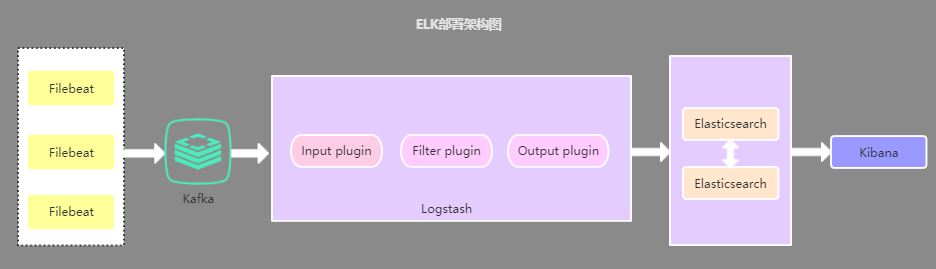 ELK部署架构图
Filebeat
Filebeat
Filebeat
Kafka
Input plugin
Filter plugin
Output plugin
Logstash
Elasticsearch
Elasticsearch
Kibana